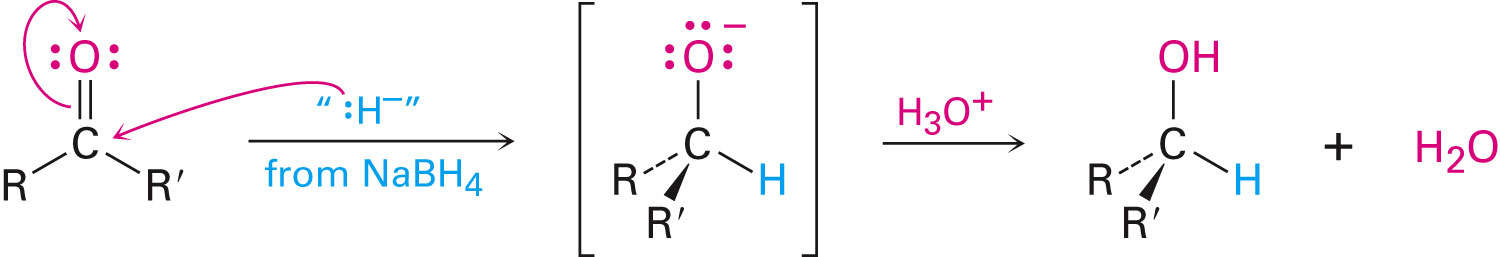 :O:
C
R R′
“ :H⁻ ”
from NaBH₄
:Ö:⁻
C
R H
R′
H₃O⁺
OH
C
R H
R′
+ H₂O